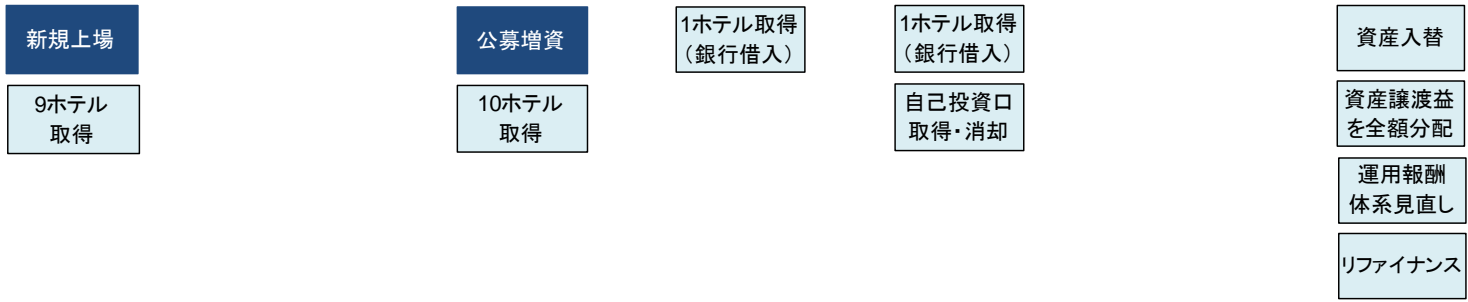 新規上場
9ホテル
取得
公募増資
10ホテル
取得
1ホテル取得
（銀行借入）
1ホテル取得
（銀行借入）
自己投資口
取得・消却
資産入替
資産譲渡益
を全額分配
運用報酬
体系見直し
リファイナンス